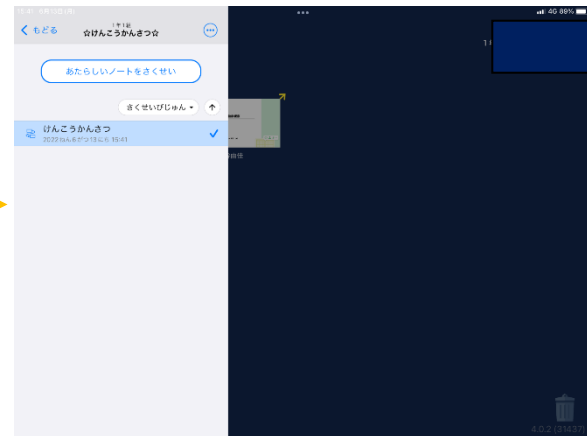 4G 89%
もどる
1年1組
☆けんこうかんさつ☆
あたらしいノートをさくせい
さくせいびじゅん
けんこうかんさつ
4.0.2 (31437)